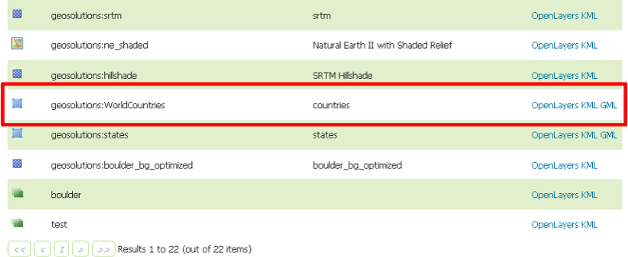 geosolutions:srtm srtm OpenLayers KML
geosolutions:ne_shaded Natural Earth II with Shaded Relief OpenLayers KML
geosolutions:hillshade SRTM Hillshade OpenLayers KML
geosolutions:WorldCountries countries OpenLayers KML GML
geosolutions:states states OpenLayers KML GML
geosolutions:boulder_bg_optimized boulder_bg_optimized OpenLayers KML
boulder OpenLayers KML
test OpenLayers KML
<< < 1 > >> Results 1 to 22 (out of 22 items)